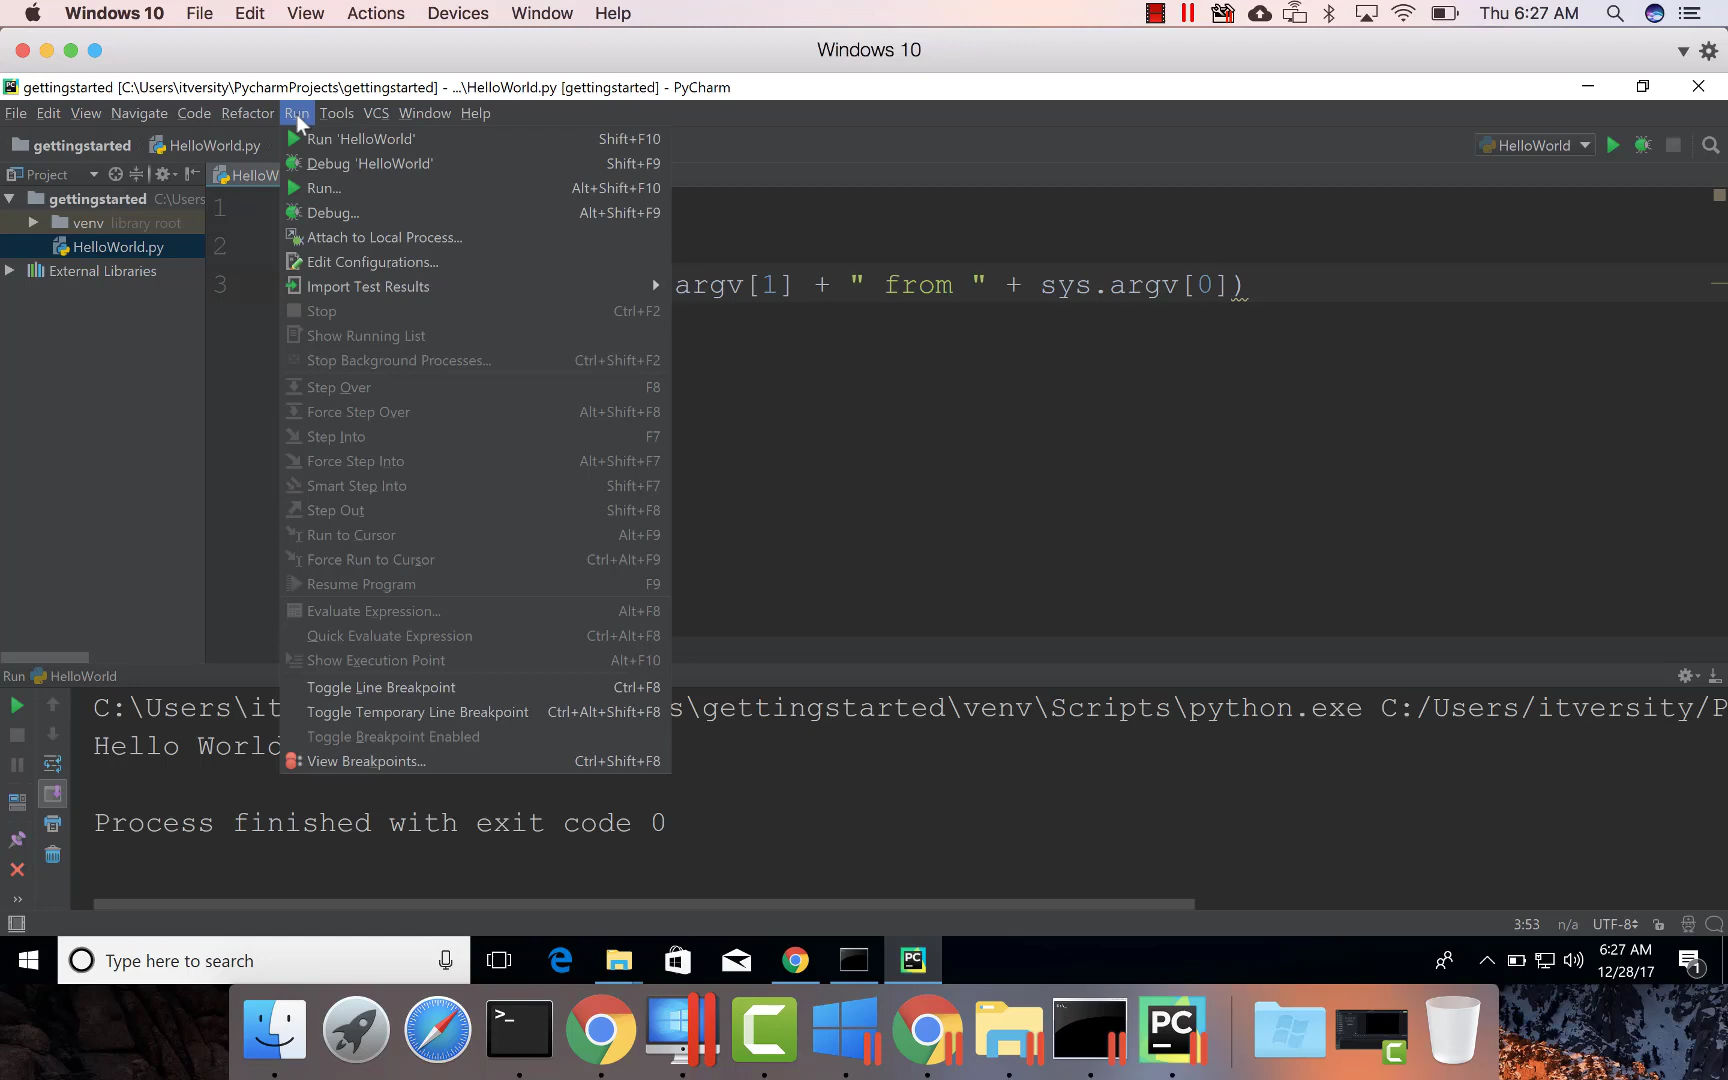 Windows 10 File Edit View Actions Devices Window Help Thu 6:27 AM
Windows 10
gettingstarted [C:\Users\itversity\PycharmProjects\gettingstarted] - ...\HelloWorld.py [gettingstarted] - PyCharm
File Edit View Navigate Code Refactor Run Tools VCS Window Help
gettingstarted HelloWorld.py HelloWorld
Project HelloW
gettingstarted C:\Users
venv library root
HelloWorld.py
External Libraries
1
2
3 argv[1] + " from " + sys.argv[0])
Run 'HelloWorld' Shift+F10
Debug 'HelloWorld' Shift+F9
Run... Alt+Shift+F10
Debug... Alt+Shift+F9
Attach to Local Process...
Edit Configurations...
Import Test Results
Stop Ctrl+F2
Show Running List
Stop Background Processes... Ctrl+Shift+F2
Step Over F8
Force Step Over Alt+Shift+F8
Step Into F7
Force Step Into Alt+Shift+F7
Smart Step Into Shift+F7
Step Out Shift+F8
Run to Cursor Alt+F9
Force Run to Cursor Ctrl+Alt+F9
Resume Program F9
Evaluate Expression... Alt+F8
Quick Evaluate Expression Ctrl+Alt+F8
Show Execution Point Alt+F10
Toggle Line Breakpoint Ctrl+F8
Toggle Temporary Line Breakpoint Ctrl+Alt+Shift+F8
Toggle Breakpoint Enabled
View Breakpoints... Ctrl+Shift+F8
Run HelloWorld
C:\Users\it s\gettingstarted\venv\Scripts\python.exe C:/Users/itversity/P
Hello World
Process finished with exit code 0
3:53 n/a UTF-8
Type here to search
6:27 AM
12/28/17
1
PC